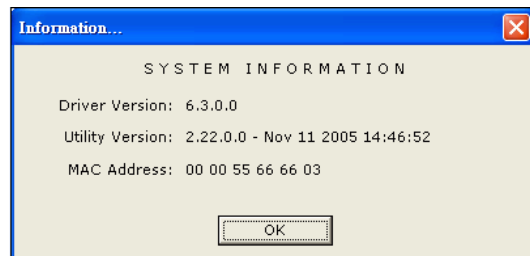 Information...
SYSTEM INFORMATION
Driver Version: 6.3.0.0
Utility Version: 2.22.0.0 - Nov 11 2005 14:46:52
MAC Address: 00 00 55 66 66 03
OK